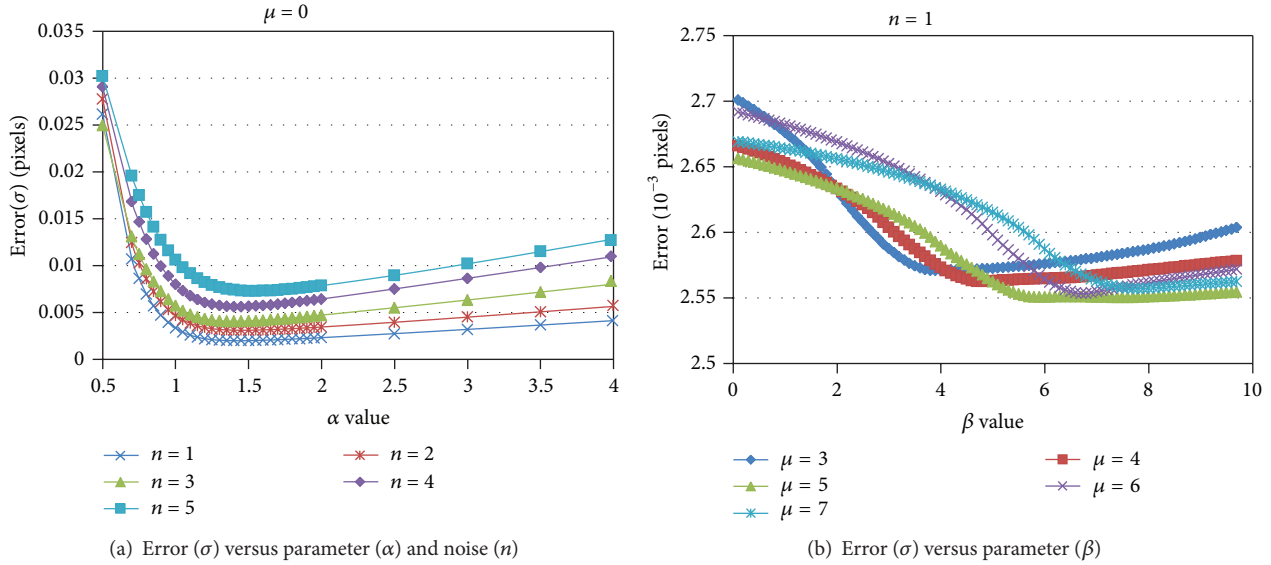 μ = 0
0.035
0.03
0.025
0.02
0.015
0.01
0.005
0
Error(σ) (pixels)
0.5 1 1.5 2 2.5 3 3.5 4
α value
n = 1 n = 2
n = 3 n = 4
n = 5
(a) Error (σ) versus parameter (α) and noise (n)
n = 1
2.75
2.7
2.65
2.6
2.55
2.5
Error (10⁻³ pixels)
0 2 4 6 8 10
β value
μ = 3 μ = 4
μ = 5 μ = 6
μ = 7
(b) Error (σ) versus parameter (β)